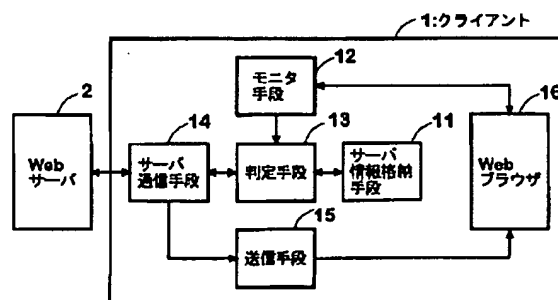 1:クライアント
12
モニタ
手段
2
Web
サーバ
14
サーバ
通信手段
13
判定手段
11
サーバ
情報格納
手段
16
Web
ブラウザ
15
送信手段